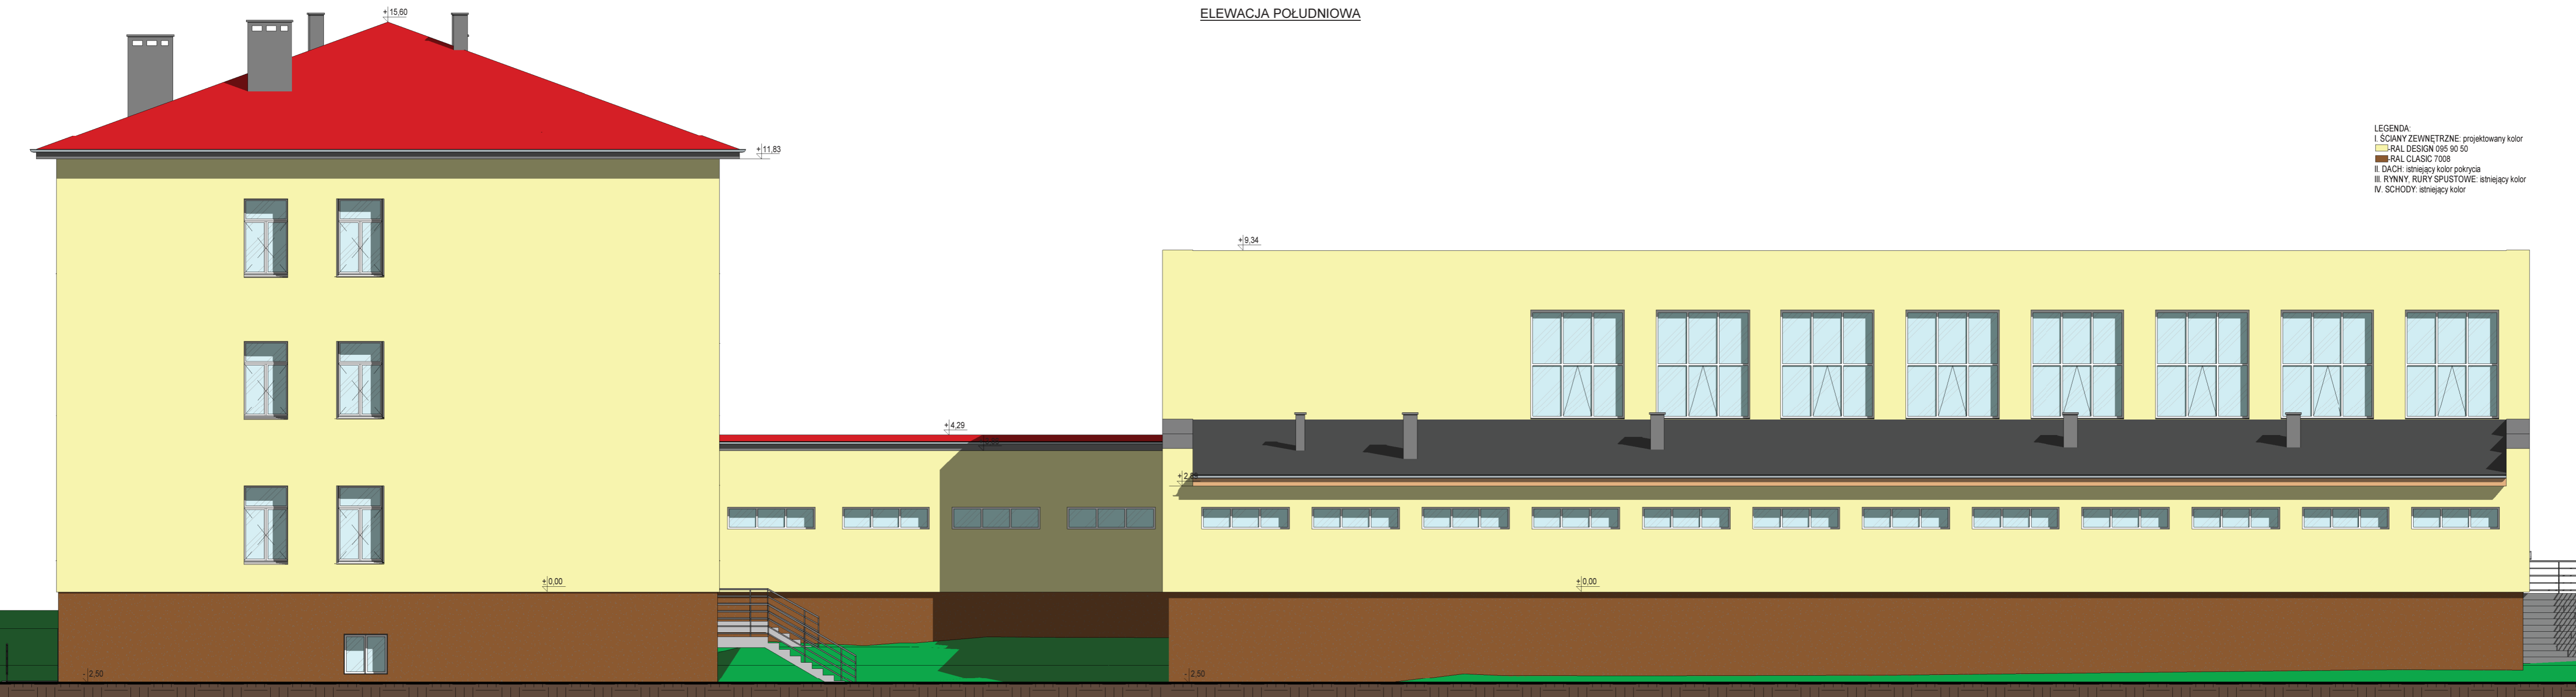 ELEWACJA POŁUDNIOWA
+15,60
+11,83
LEGENDA:
I. ŚCIANY ZEWNĘTRZNE: projektowany kolor
-RAL DESIGN 095 90 50
-RAL CLASIC 7008
II. DACH: istniejący kolor pokrycia
III. RYNNY, RURY SPUSTOWE: istniejący kolor
IV. SCHODY: istniejący kolor
+9,34
+4,29
+0,00
+0,00
-2,50
-2,50